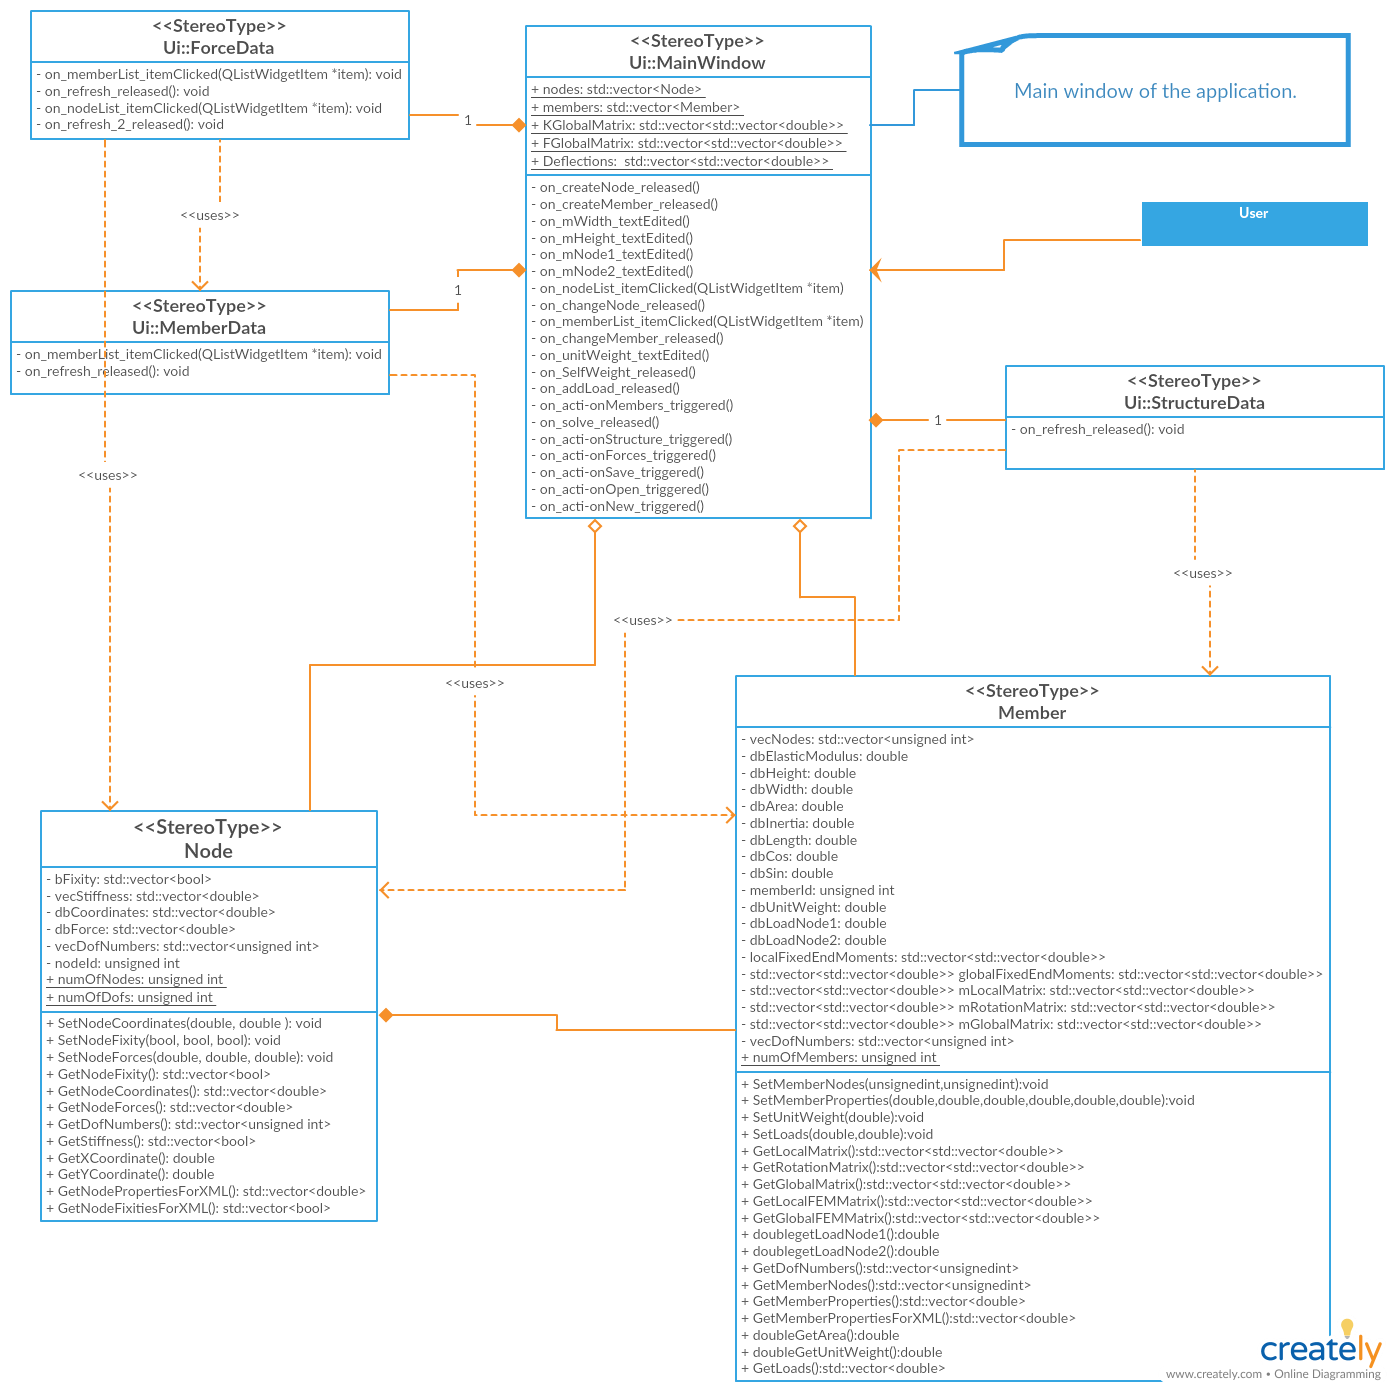 <<StereoType>>
Ui::ForceData
- on_memberList_itemClicked(QListWidgetItem *item): void
- on_refresh_released(): void
- on_nodeList_itemClicked(QListWidgetItem *item): void
- on_refresh_2_released(): void
1
<<StereoType>>
Ui::MainWindow
+ nodes: std::vector<Node>
+ members: std::vector<Member>
+ KGlobalMatrix: std::vector<std::vector<double>>
+ FGlobalMatrix: std::vector<std::vector<double>>
+ Deflections:  std::vector<std::vector<double>>
- on_createNode_released()
- on_createMember_released()
- on_mWidth_textEdited()
- on_mHeight_textEdited()
- on_mNode1_textEdited()
- on_mNode2_textEdited()
- on_nodeList_itemClicked(QListWidgetItem *item)
- on_changeNode_released()
- on_memberList_itemClicked(QListWidgetItem *item)
- on_changeMember_released()
- on_unitWeight_textEdited()
- on_SelfWeight_released()
- on_addLoad_released()
- on_acti-onMembers_triggered()
- on_solve_released()
- on_acti-onStructure_triggered()
- on_acti-onForces_triggered()
- on_acti-onSave_triggered()
- on_acti-onOpen_triggered()
- on_acti-onNew_triggered()
Main window of the application.
User
<<uses>>
1
<<StereoType>>
Ui::MemberData
- on_memberList_itemClicked(QListWidgetItem *item): void
- on_refresh_released(): void
<<StereoType>>
Ui::StructureData
- on_refresh_released(): void
1
<<uses>>
<<uses>>
<<uses>>
<<uses>>
<<StereoType>>
Node
- bFixity: std::vector<bool>
- vecStiffness: std::vector<double>
- dbCoordinates: std::vector<double>
- dbForce: std::vector<double>
- vecDofNumbers: std::vector<unsigned int>
- nodeId: unsigned int
+ numOfNodes: unsigned int
+ numOfDofs: unsigned int
+ SetNodeCoordinates(double, double ): void
+ SetNodeFixity(bool, bool, bool): void
+ SetNodeForces(double, double, double): void
+ GetNodeFixity(): std::vector<bool>
+ GetNodeCoordinates(): std::vector<double>
+ GetNodeForces(): std::vector<double>
+ GetDofNumbers(): std::vector<unsigned int>
+ GetStiffness(): std::vector<bool>
+ GetXCoordinate(): double
+ GetYCoordinate(): double
+ GetNodePropertiesForXML(): std::vector<double>
+ GetNodeFixitiesForXML(): std::vector<bool>
<<StereoType>>
Member
- vecNodes: std::vector<unsigned int>
- dbElasticModulus: double
- dbHeight: double
- dbWidth: double
- dbArea: double
- dbInertia: double
- dbLength: double
- dbCos: double
- dbSin: double
- memberId: unsigned int
- dbUnitWeight: double
- dbLoadNode1: double
- dbLoadNode2: double
- localFixedEndMoments: std::vector<std::vector<double>>
- std::vector<std::vector<double>> globalFixedEndMoments: std::vector<std::vector<double>>
- std::vector<std::vector<double>> mLocalMatrix: std::vector<std::vector<double>>
- std::vector<std::vector<double>> mRotationMatrix: std::vector<std::vector<double>>
- std::vector<std::vector<double>> mGlobalMatrix: std::vector<std::vector<double>>
- vecDofNumbers: std::vector<unsigned int>
+ numOfMembers: unsigned int
+ SetMemberNodes(unsignedint,unsignedint):void
+ SetMemberProperties(double,double,double,double,double,double):void
+ SetUnitWeight(double):void
+ SetLoads(double,double):void
+ GetLocalMatrix():std::vector<std::vector<double>>
+ GetRotationMatrix():std::vector<std::vector<double>>
+ GetGlobalMatrix():std::vector<std::vector<double>>
+ GetLocalFEMMatrix():std::vector<std::vector<double>>
+ GetGlobalFEMMatrix():std::vector<std::vector<double>>
+ doublegetLoadNode1():double
+ doublegetLoadNode2():double
+ GetDofNumbers():std::vector<unsignedint>
+ GetMemberNodes():std::vector<unsignedint>
+ GetMemberProperties():std::vector<double>
+ GetMemberPropertiesForXML():std::vector<double>
+ doubleGetArea():double
+ doubleGetUnitWeight():double
+ GetLoads():std::vector<double>
creately
www.creately.com • Online Diagramming